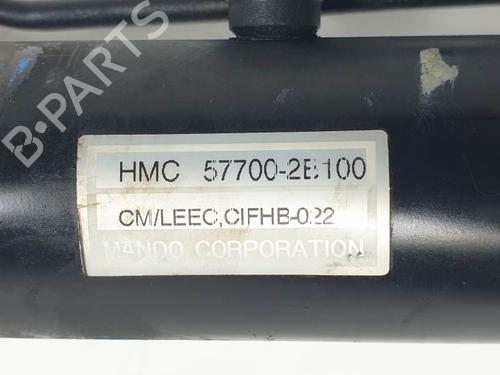 B-PARTS
HMC 57700-2B100
CM/LEEC,CIFHB-022
MANDO CORPORATION